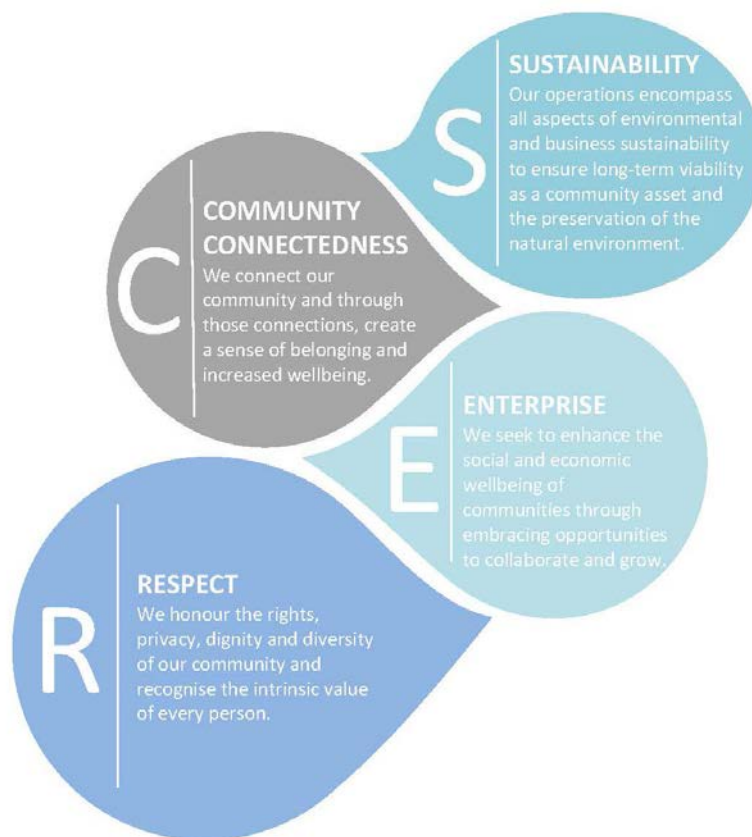 S
SUSTAINABILITY
Our operations encompass
all aspects of environmental
and business sustainability
to ensure long-term viability
as a community asset and
the preservation of the
natural environment.
C
COMMUNITY
CONNECTEDNESS
We connect our
community and through
those connections, create
a sense of belonging and
increased wellbeing.
E
ENTERPRISE
We seek to enhance the
social and economic
wellbeing of
communities through
embracing opportunities
to collaborate and grow.
R
RESPECT
We honour the rights,
privacy, dignity and diversity
of our community and
recognise the intrinsic value
of every person.